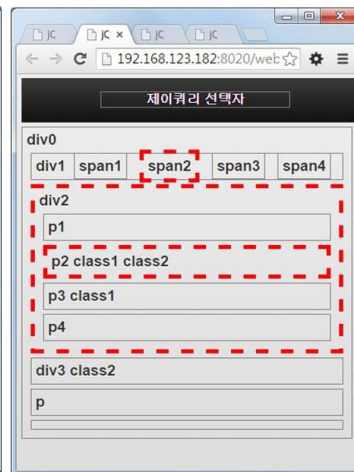 jC
jC ×
jC
jC
192.168.123.182:8020/web
제이쿼리 선택자
div0
div1 span1 span2 span3 span4
div2
p1
p2 class1 class2
p3 class1
p4
div3 class2
p